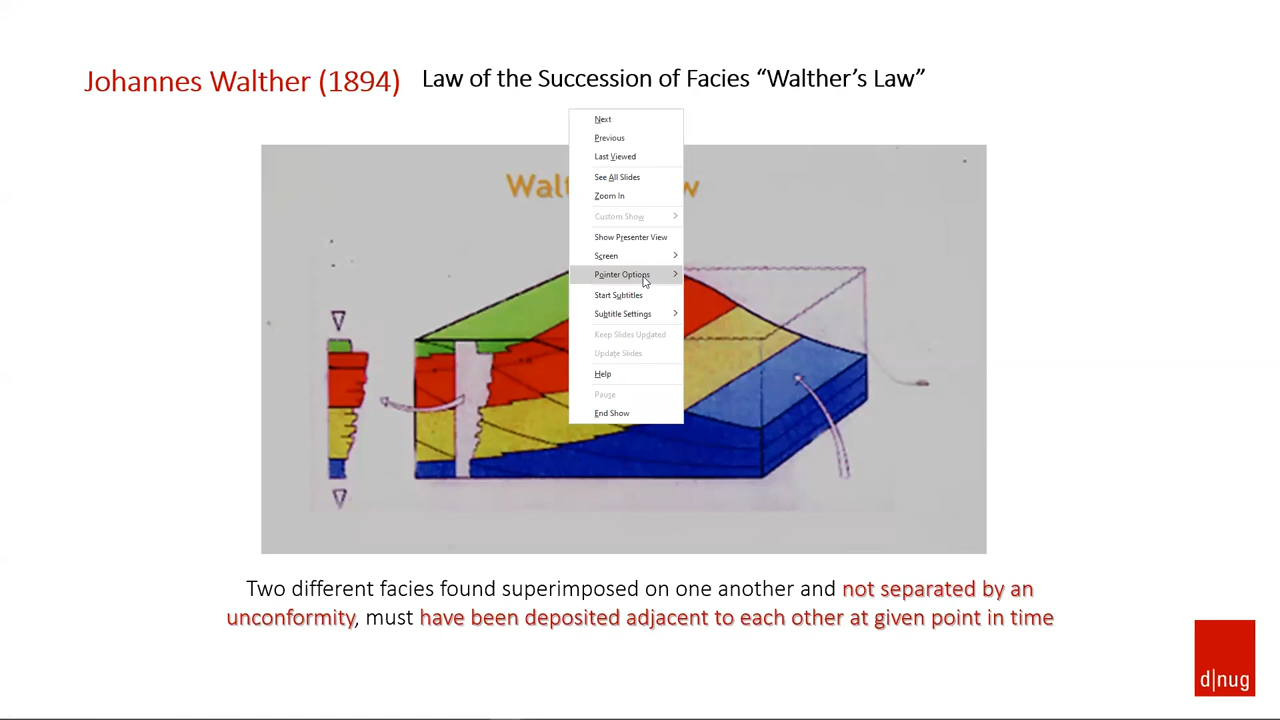 Johannes Walther (1894) Law of the Succession of Facies “Walther’s Law”
Next
Previous
Last Viewed
See All Slides
Zoom In
Custom Show
Show Presenter View
Screen
Pointer Options
Start Subtitles
Subtitle Settings
Keep Slides Updated
Update Slides
Help
Pause
End Show
Two different facies found superimposed on one another and not separated by an
unconformity, must have been deposited adjacent to each other at given point in time
d|nug